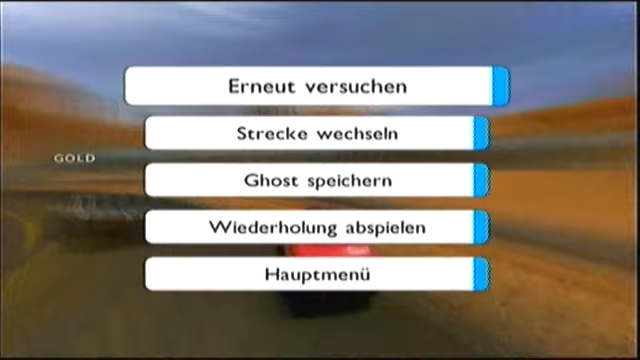 Erneut versuchen
Strecke wechseln
GOLD
Ghost speichern
Wiederholung abspielen
Hauptmenü